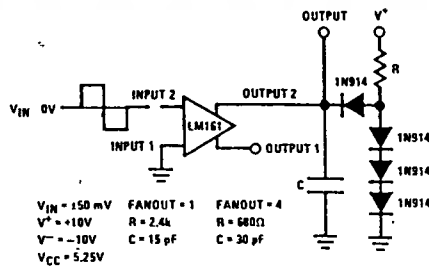 OUTPUT V+
1N914
R
INPUT 2 OUTPUT 2
VIN 0V
LM161
1N914
INPUT 1
OUTPUT 1
1N914
C
1N914
VIN = ±50 mV FANOUT = 1 FANOUT = 4
V+ = +10V R = 2.4k R = 680Ω
V− = −10V C = 15 pF C = 30 pF
VCC = 5.25V